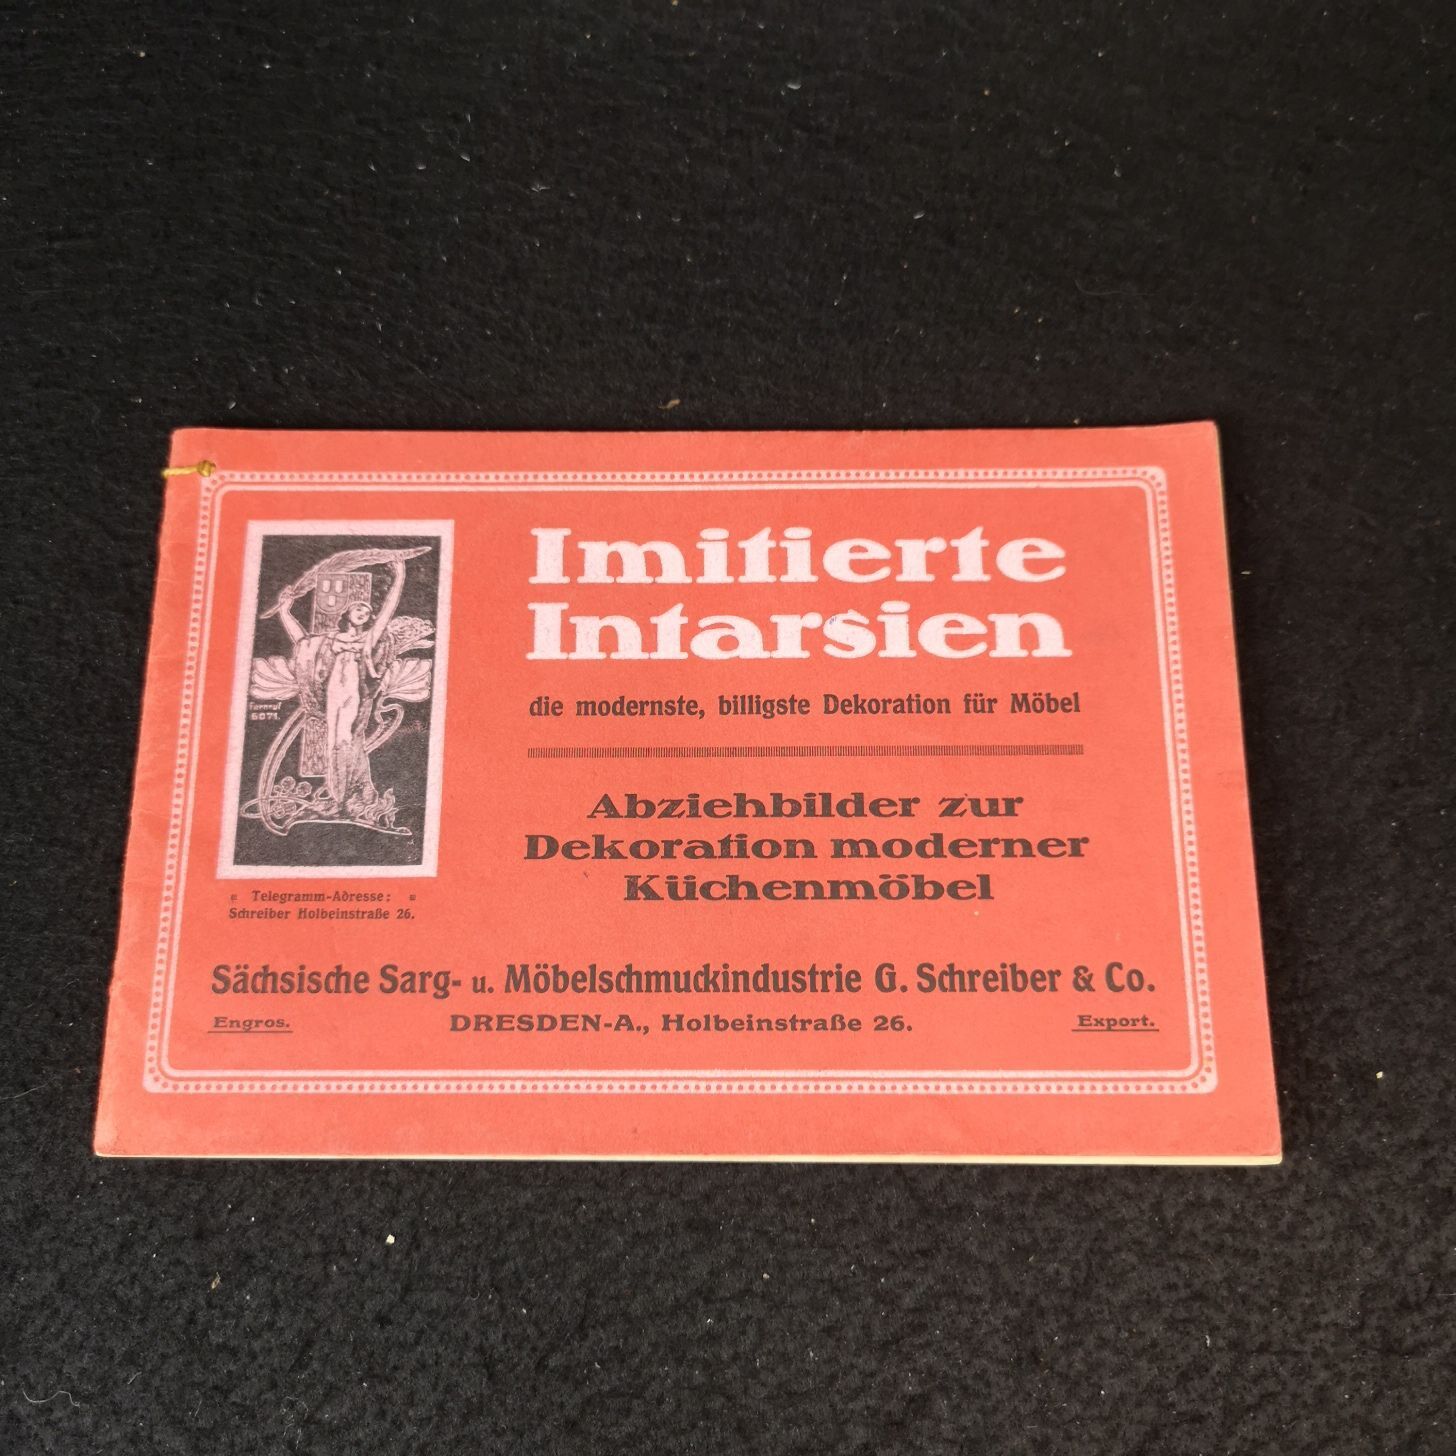 Imitierte
Intarsien
die modernste, billigste Dekoration für Möbel
Abziehbilder zur
Dekoration moderner
Küchenmöbel
6071.
Telegramm-Adresse:
Schreiber Holbeinstraße 26.
Sächsische Sarg- u. Möbelschmuckindustrie G. Schreiber & Co.
Engros. DRESDEN-A., Holbeinstraße 26. Export.